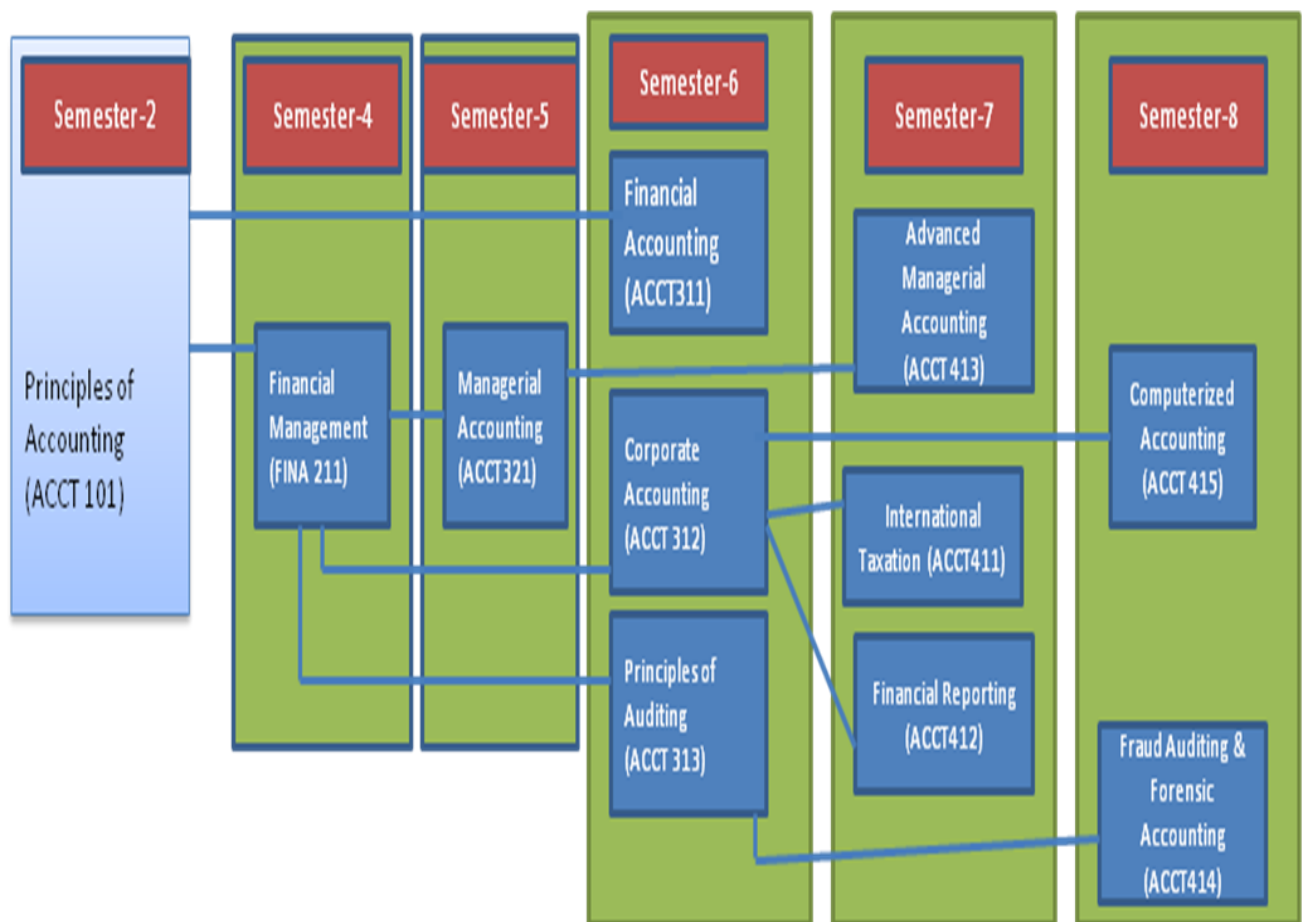 Semester-2
Principles of
Accounting
(ACCT 101)
Semester-4
Financial
Management
(FINA 211)
Semester-5
Managerial
Accounting
(ACCT321)
Semester-6
Financial
Accounting
(ACCT311)
Corporate
Accounting
(ACCT 312)
Principles of
Auditing
(ACCT 313)
Semester-7
Advanced
Managerial
Accounting
(ACCT 413)
International
Taxation (ACCT411)
Financial Reporting
(ACCT412)
Semester-8
Computerized
Accounting
(ACCT 415)
Fraud Auditing &
Forensic
Accounting
(ACCT414)